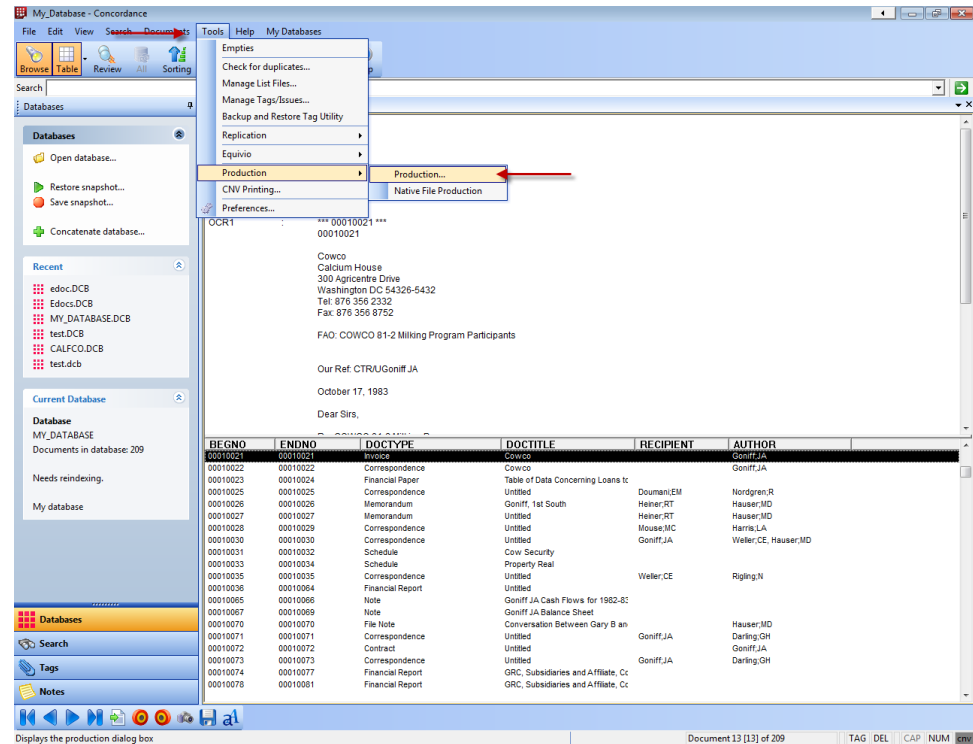 My_Database - Concordance
File Edit View Search Documents Tools Help My Databases
Browse Table Review All Sorting
Empties
Check for duplicates...
Manage List Files...
Manage Tags/Issues...
Backup and Restore Tag Utility
Replication
Equivio
Production
CNV Printing...
Preferences...
Production...
Native File Production
Search
Databases
Databases
Open database...
Restore snapshot...
Save snapshot...
Concatenate database...
Recent
edoc.DCB
Edocs.DCB
MY_DATABASE.DCB
test.DCB
CALFCO.DCB
test.dcb
Current Database
Database
MY_DATABASE
Documents in database: 209
Needs reindexing.
My database
Databases
Search
Tags
Notes
OCR1 : *** 00010021 ***
00010021
Cowco
Calcium House
300 Agricentre Drive
Washington DC 54326-5432
Tel: 876 356 2332
Fax: 876 356 8752
FAO: COWCO 81-2 Milking Program Participants
Our Ref: CTR/UGoniff JA
October 17, 1983
Dear Sirs,
BEGNO ENDNO DOCTYPE DOCTITLE RECIPIENT AUTHOR
00010021 00010021 Invoice Cowco Goniff;JA
00010022 00010022 Correspondence Cowco Goniff;JA
00010023 00010024 Financial Paper Table of Data Concerning Loans to
00010025 00010025 Correspondence Untitled Doumani;EM Nordgren;R
00010026 00010026 Memorandum Goniff, 1st South Heiner;RT Hauser;MD
00010027 00010027 Memorandum Untitled Heiner;RT Hauser;MD
00010028 00010029 Correspondence Untitled Mouse;MC Harris;LA
00010030 00010030 Correspondence Untitled Goniff;JA Weller;CE, Hauser;MD
00010031 00010032 Schedule Cow Security
00010033 00010034 Schedule Property Real
00010035 00010035 Correspondence Untitled Weller;CE Rigling;N
00010036 00010064 Financial Report Untitled
00010065 00010066 Note Goniff JA Cash Flows for 1982-83
00010067 00010069 Note Goniff JA Balance Sheet
00010070 00010070 File Note Conversation Between Gary B an Hauser;MD
00010071 00010071 Correspondence Untitled Goniff;JA Darling;GH
00010072 00010072 Contract Untitled Goniff;JA
00010073 00010073 Correspondence Untitled Goniff;JA Darling;GH
00010074 00010077 Financial Report GRC, Subsidiaries and Affiliate, Cc
00010078 00010081 Financial Report GRC, Subsidiaries and Affiliate, Cc
Displays the production dialog box Document 13 [13] of 209 TAG DEL CAP NUM cnv